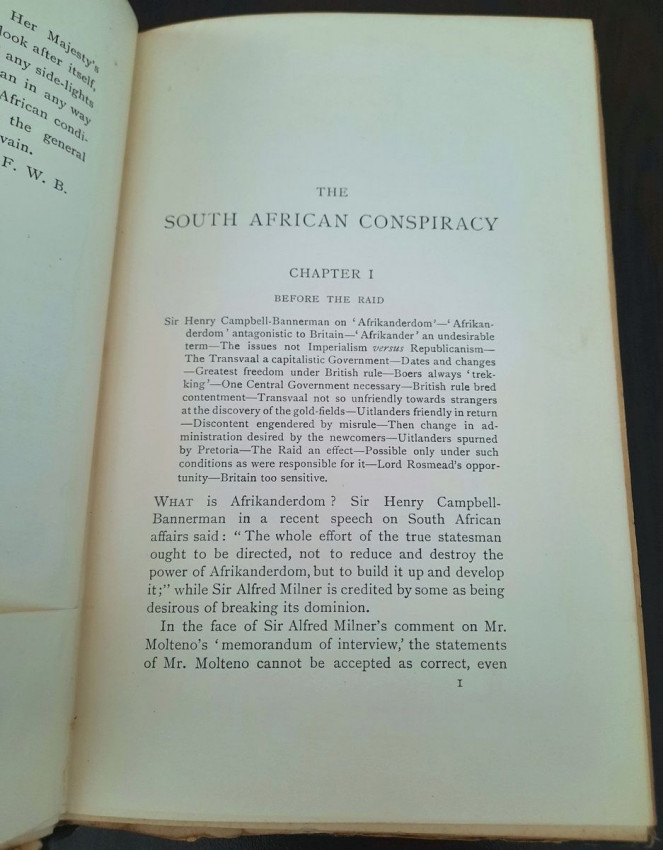 Her Majesty's
look after itself,
any side-lights
an in any way
African condi-
the general
vain.
F. W. B.
THE
SOUTH AFRICAN CONSPIRACY
CHAPTER I
BEFORE THE RAID
Sir Henry Campbell-Bannerman on 'Afrikanderdom'—'Afrikan-
derdom' antagonistic to Britain—'Afrikander' an undesirable
term—The issues not Imperialism versus Republicanism—
The Transvaal a capitalistic Government—Dates and changes
—Greatest freedom under British rule—Boers always 'trek-
king'—One Central Government necessary—British rule bred
contentment—Transvaal not so unfriendly towards strangers
at the discovery of the gold-fields—Uitlanders friendly in return
—Discontent engendered by misrule—Then change in ad-
ministration desired by the newcomers—Uitlanders spurned
by Pretoria—The Raid an effect—Possible only under such
conditions as were responsible for it—Lord Rosmead's oppor-
tunity—Britain too sensitive.
WHAT is Afrikanderdom? Sir Henry Campbell-
Bannerman in a recent speech on South African
affairs said: "The whole effort of the true statesman
ought to be directed, not to reduce and destroy the
power of Afrikanderdom, but to build it up and develop
it;" while Sir Alfred Milner is credited by some as being
desirous of breaking its dominion.
In the face of Sir Alfred Milner's comment on Mr.
Molteno's 'memorandum of interview,' the statements
of Mr. Molteno cannot be accepted as correct, even
I